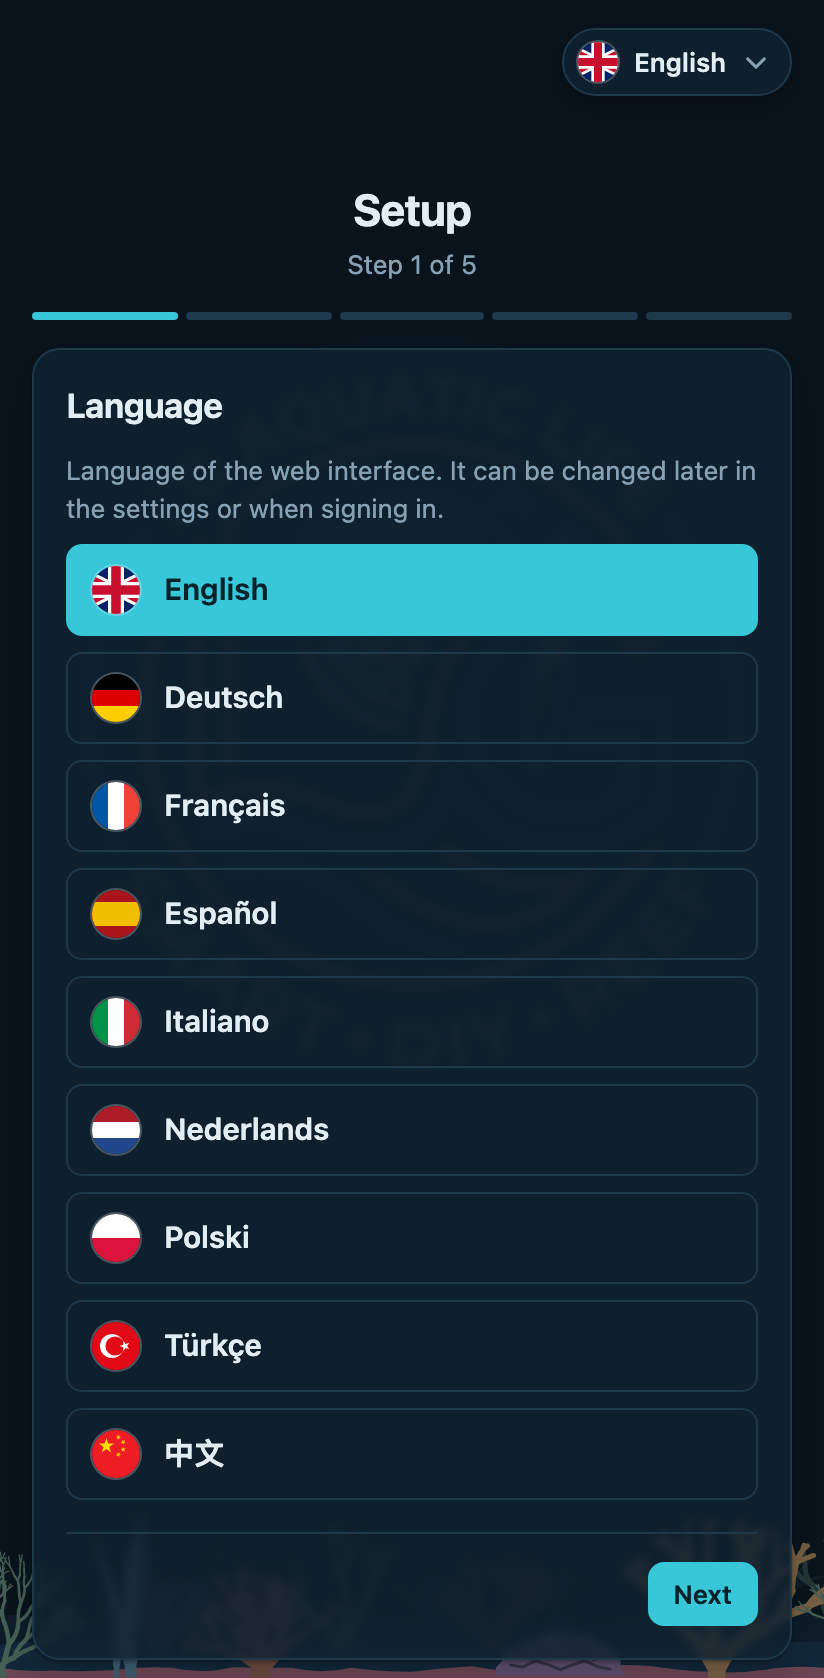 English
Setup
Step 1 of 5
Language
Language of the web interface. It can be changed later in
the settings or when signing in.
English
Deutsch
Français
Español
Italiano
Nederlands
Polski
Türkçe
中文
Next